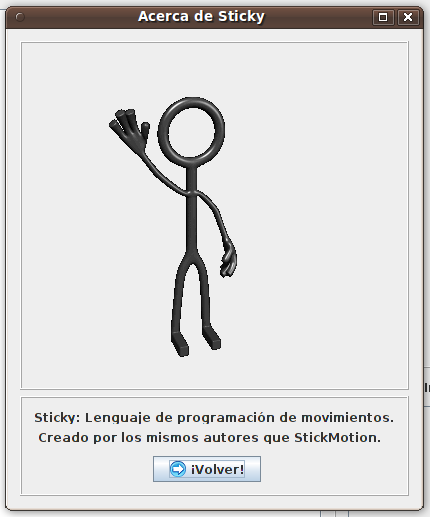 Acerca de Sticky
Sticky: Lenguaje de programación de movimientos.
Creado por los mismos autores que StickMotion.
¡Volver!